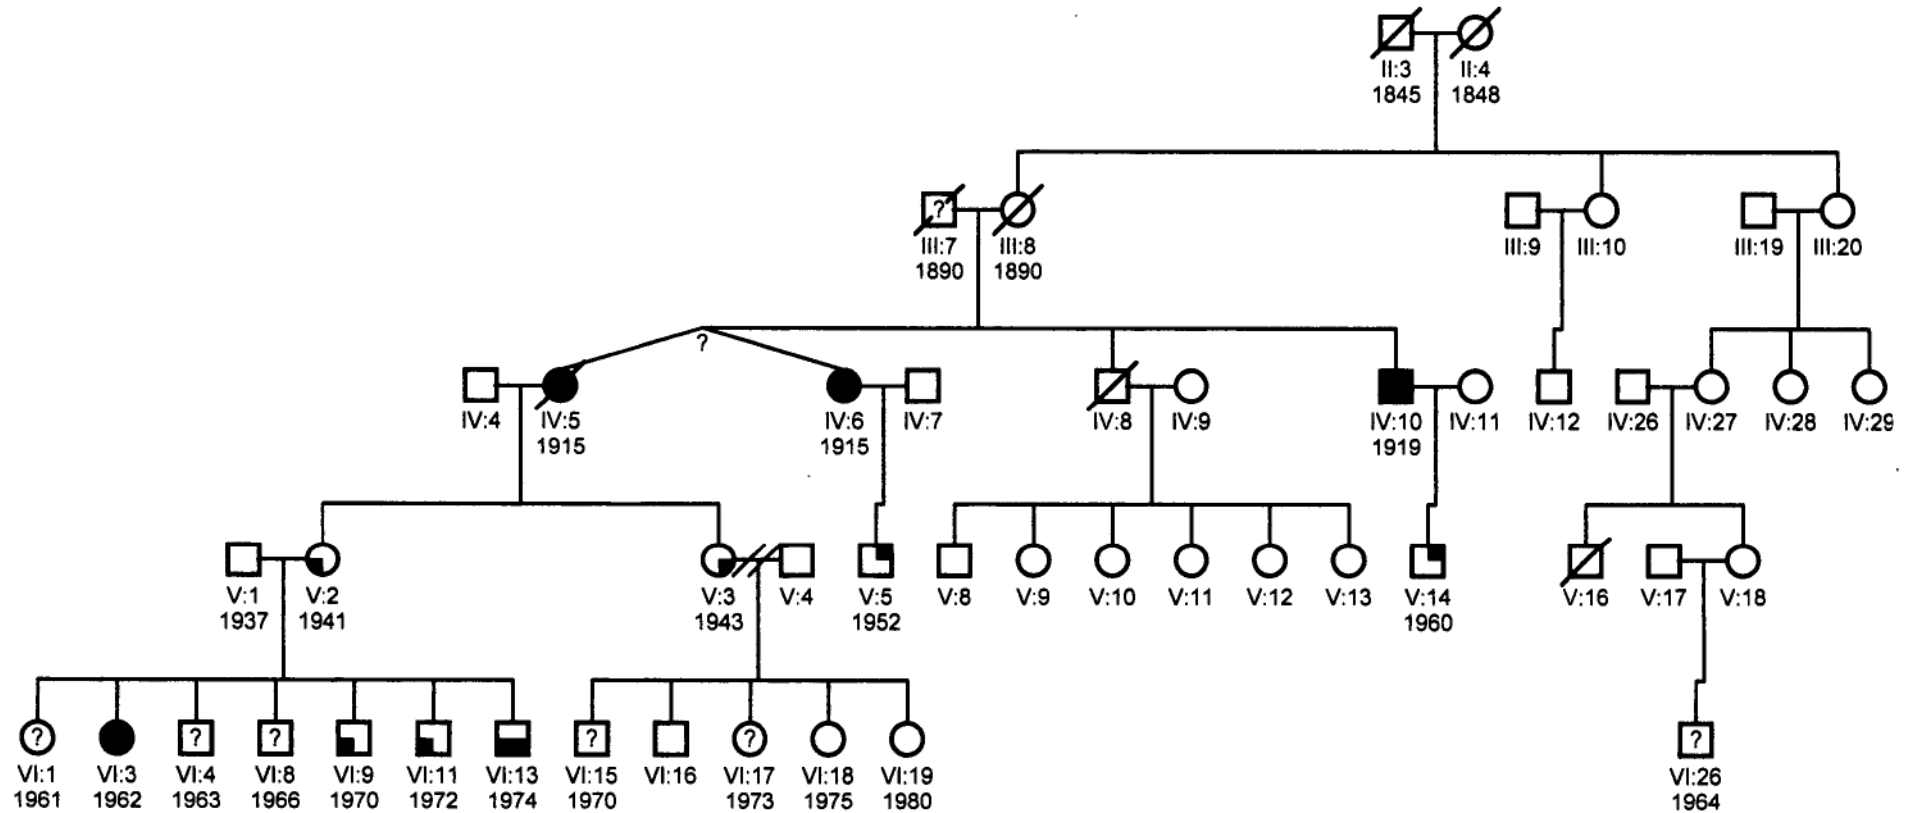 II:3 II:4
1845 1848
? III:7 III:8 III:9 III:10 III:19 III:20
1890 1890
?
IV:4 IV:5 IV:6 IV:7 IV:8 IV:9 IV:10 IV:11 IV:12 IV:26 IV:27 IV:28 IV:29
1915 1915 1919
V:1 V:2 V:3 V:4 V:5 V:8 V:9 V:10 V:11 V:12 V:13 V:14 V:16 V:17 V:18
1937 1941 1943 1952 1960
? ? ? ? ? ?
VI:1 VI:3 VI:4 VI:8 VI:9 VI:11 VI:13 VI:15 VI:16 VI:17 VI:18 VI:19 VI:26
1961 1962 1963 1966 1970 1972 1974 1970 1973 1975 1980 1964